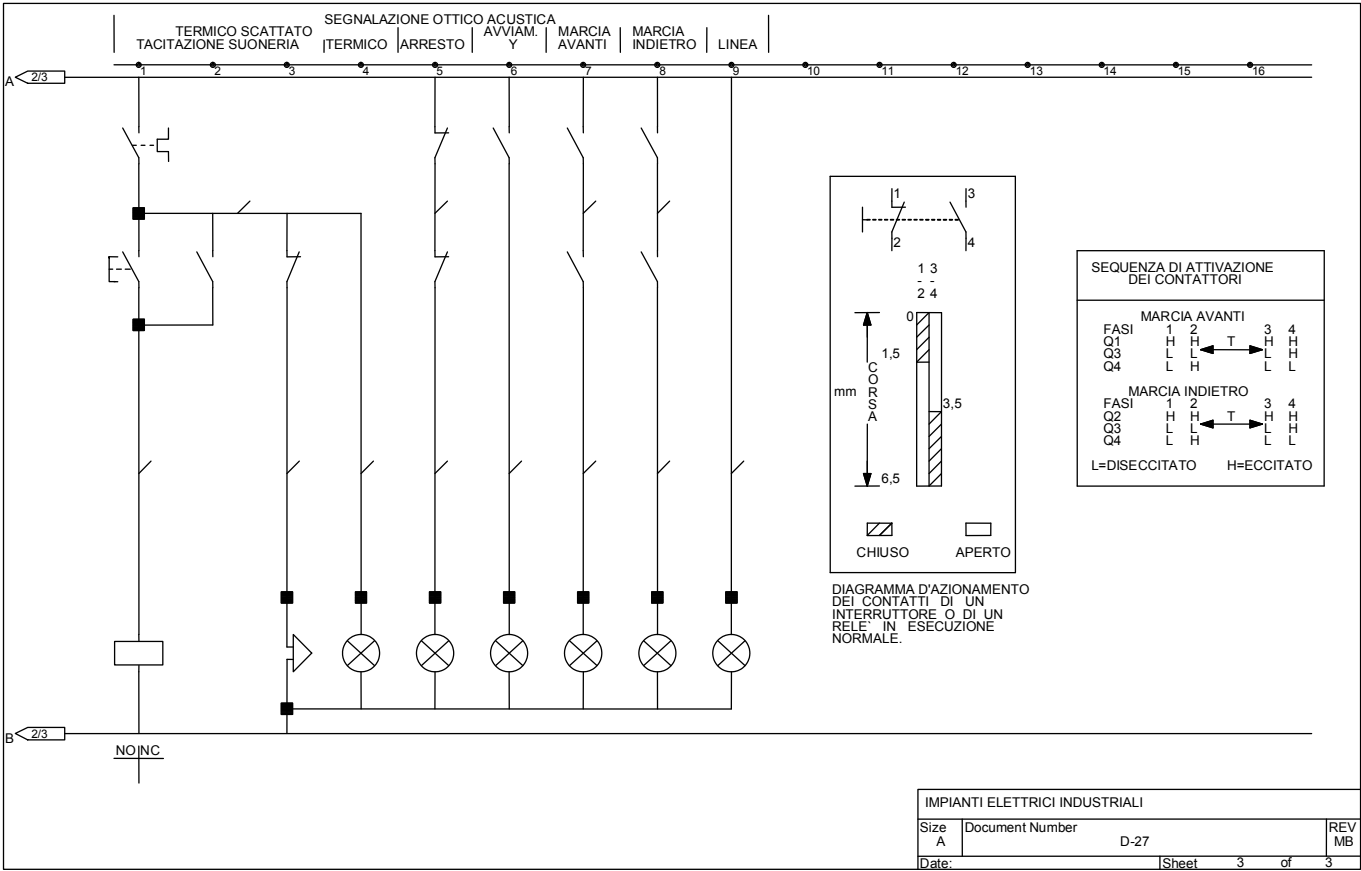 SEGNALAZIONE OTTICO ACUSTICA
TERMICO SCATTATO
TACITAZIONE SUONERIA
TERMICO
ARRESTO
AVVIAM.
Y
MARCIA
AVANTI
MARCIA
INDIETRO
LINEA
A 2/3
1 2 3 4 5 6 7 8 9 10 11 12 13 14 15 16
1 3
2 4
1 3
- -
2 4
0
1,5
mm
CORSA
3,5
6,5
CHIUSO APERTO
DIAGRAMMA D'AZIONAMENTO
DEI CONTATTI DI UN
INTERRUTTORE O DI UN
RELE` IN ESECUZIONE
NORMALE.
SEQUENZA DI ATTIVAZIONE
DEI CONTATTORI
MARCIA AVANTI
FASI 1 2 3 4
Q1 H H T H H
Q3 L L L H
Q4 L H L L
MARCIA INDIETRO
FASI 1 2 3 4
Q2 H H T H H
Q3 L L L H
Q4 L H L L
L=DISECCITATO H=ECCITATO
B 2/3
NO NC
IMPIANTI ELETTRICI INDUSTRIALI
Size Document Number REV
A D-27 MB
Date: Sheet 3 of 3